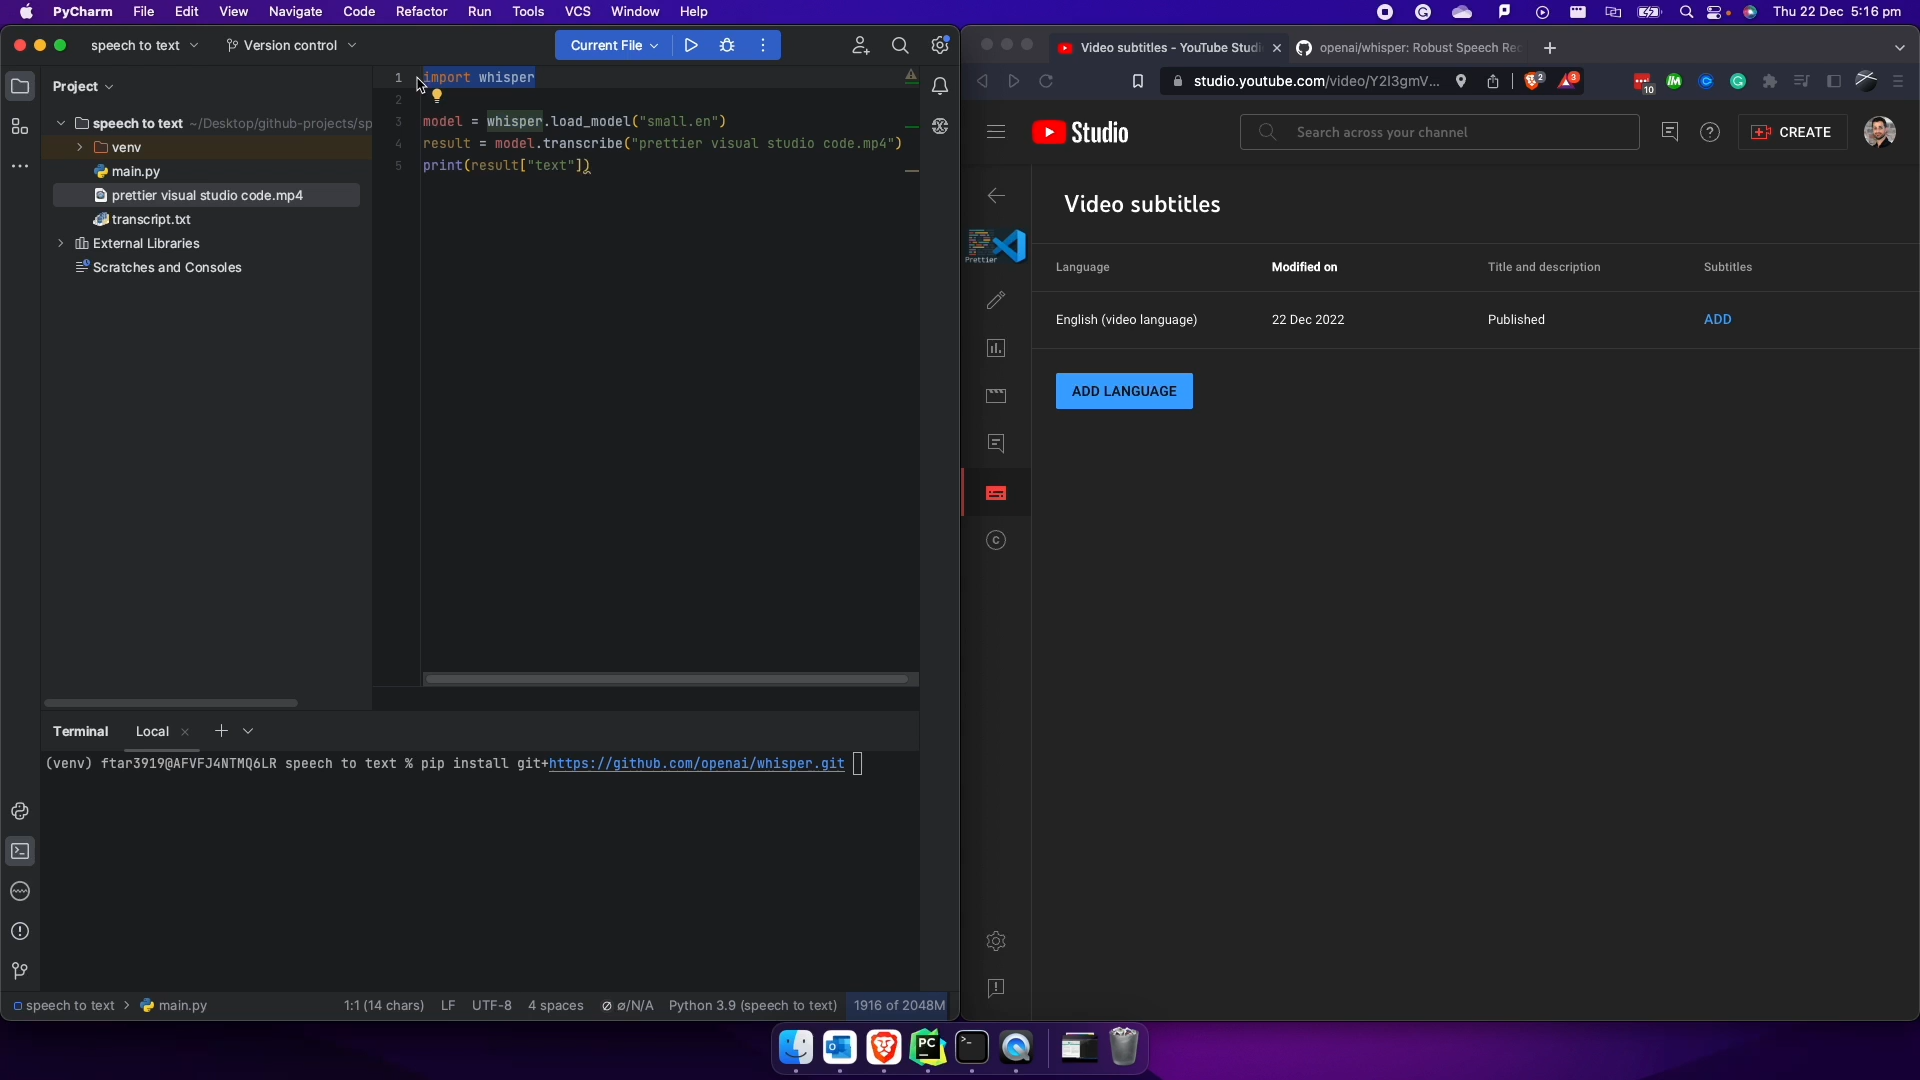 PyCharm File Edit View Navigate Code Refactor Run Tools VCS Window Help Thu 22 Dec 5:16 pm
speech to text Version control Current File
Project
speech to text ~/Desktop/github-projects/sp
venv
main.py
prettier visual studio code.mp4
transcript.txt
External Libraries
Scratches and Consoles
1 import whisper
2
3 model = whisper.load_model("small.en")
4 result = model.transcribe("prettier visual studio code.mp4")
5 print(result["text"])
Terminal Local
(venv) ftar3919@AFVFJ4NTMQ6LR speech to text % pip install git+https://github.com/openai/whisper.git
speech to text > main.py 1:1 (14 chars) LF UTF-8 4 spaces ⌀/N/A Python 3.9 (speech to text) 1916 of 2048M
Video subtitles - YouTube Studi openai/whisper: Robust Speech Rec
studio.youtube.com/video/Y2I3gmV... 2 3 10
Studio Search across your channel CREATE
Video subtitles
Prettier
Language Modified on Title and description Subtitles
English (video language) 22 Dec 2022 Published ADD
ADD LANGUAGE
PC